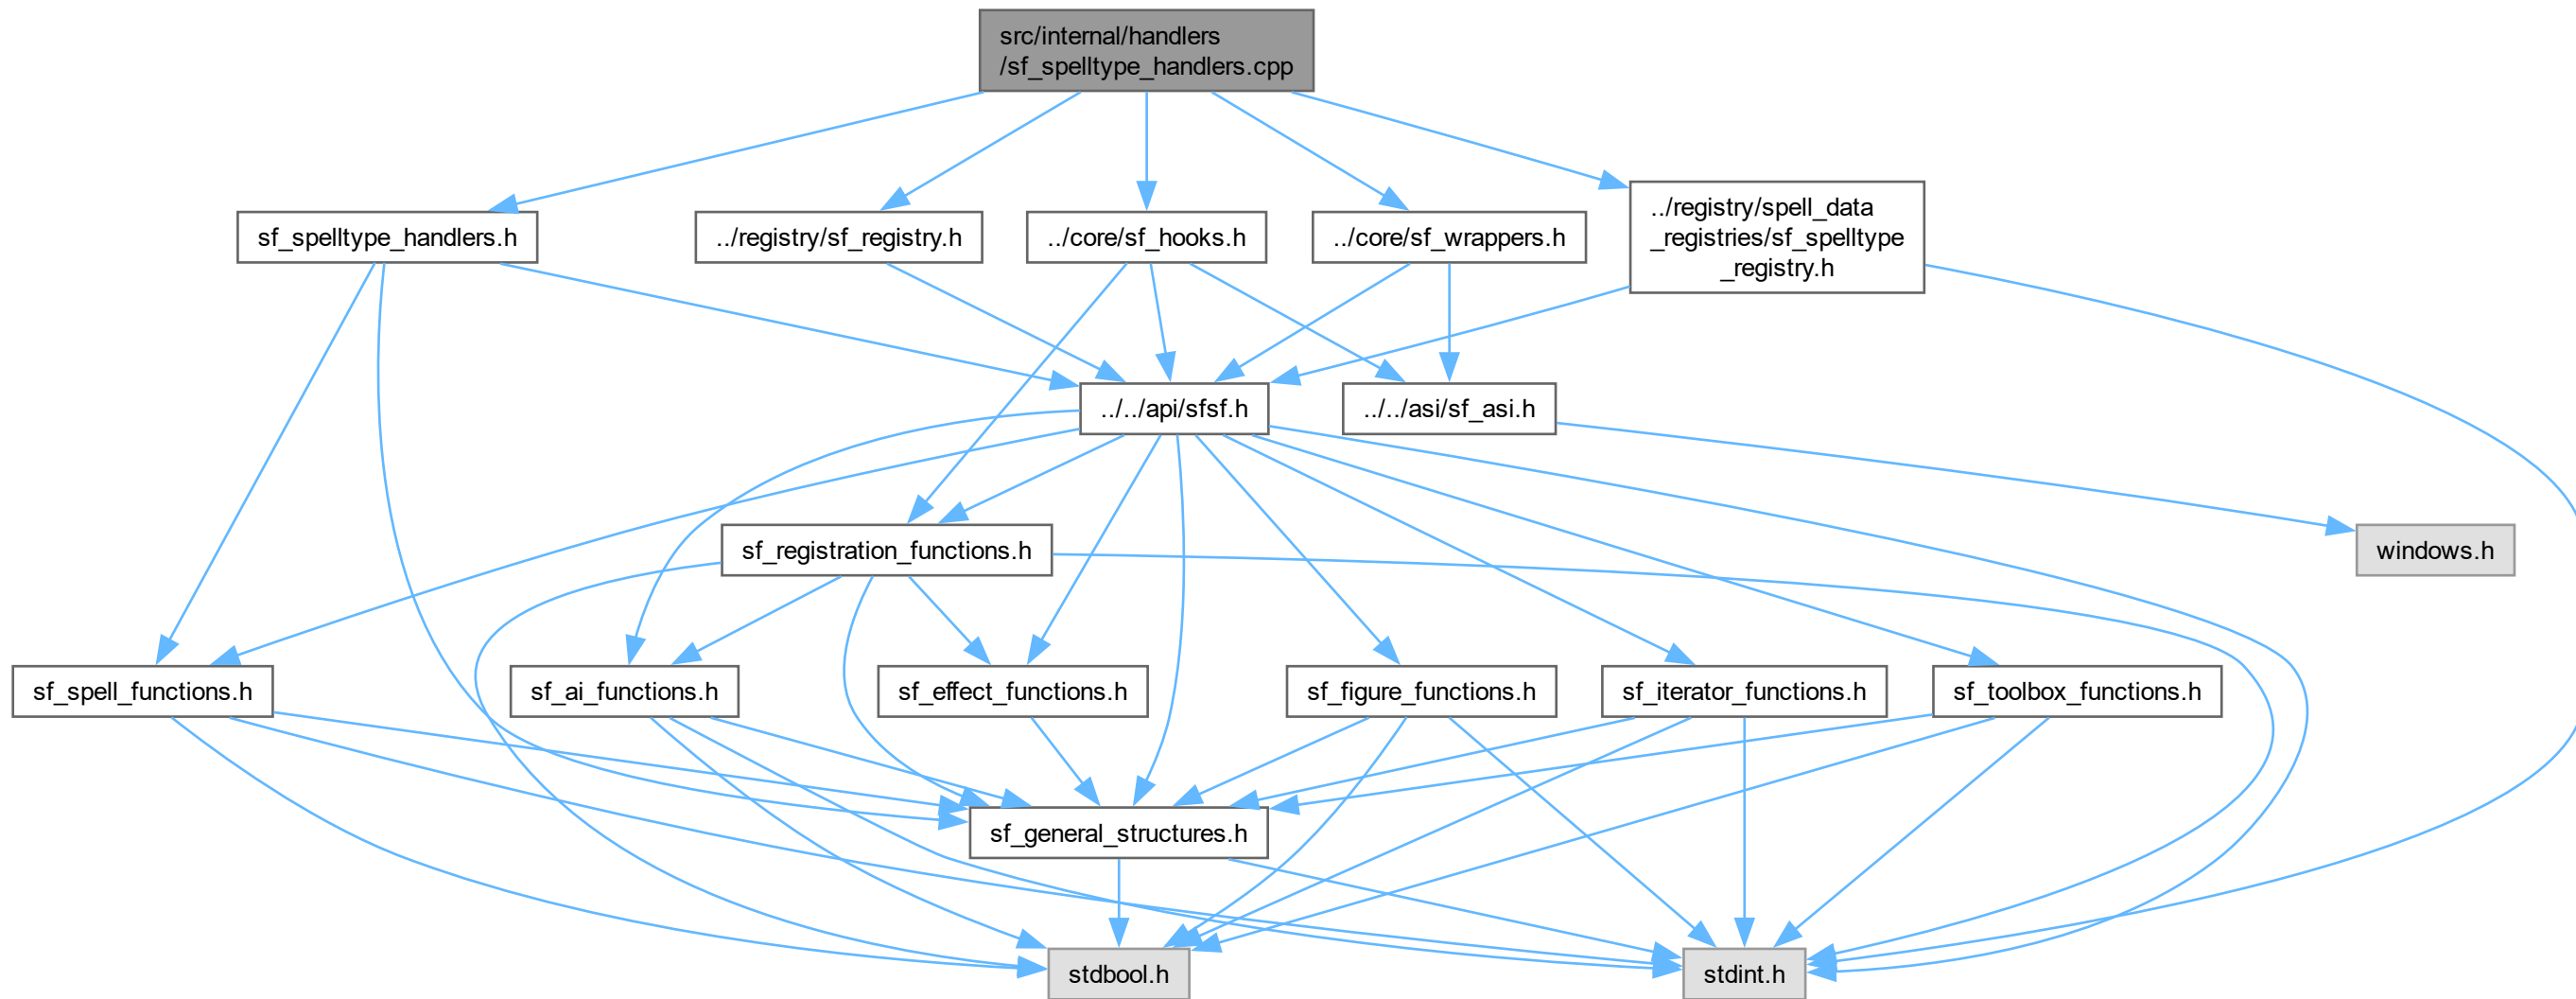 src/internal/handlers
/sf_spelltype_handlers.cpp
sf_spelltype_handlers.h
../registry/sf_registry.h
../core/sf_hooks.h
../core/sf_wrappers.h
../registry/spell_data
_registries/sf_spelltype
_registry.h
../../api/sfsf.h
../../asi/sf_asi.h
sf_registration_functions.h
windows.h
sf_spell_functions.h
sf_ai_functions.h
sf_effect_functions.h
sf_figure_functions.h
sf_iterator_functions.h
sf_toolbox_functions.h
sf_general_structures.h
stdbool.h
stdint.h